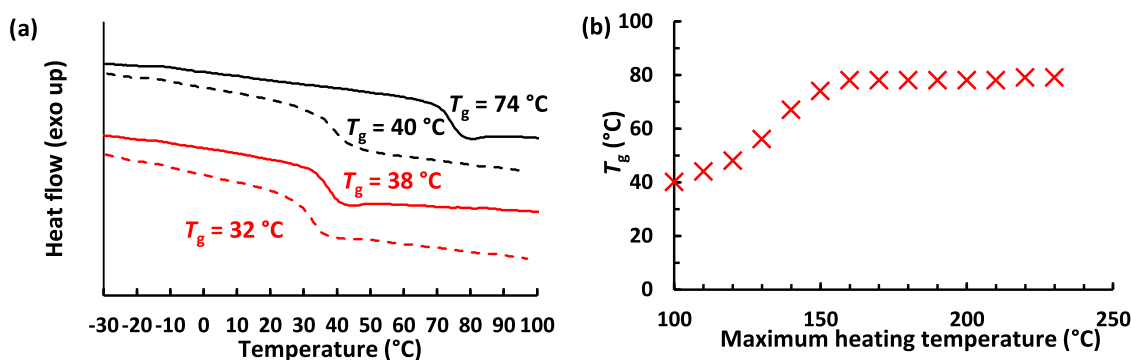 (a)
Heat flow (exo up)
Tg = 74 °C
Tg = 40 °C
Tg = 38 °C
Tg = 32 °C
-30 -20 -10 0 10 20 30 40 50 60 70 80 90 100
Temperature (°C)
(b)
Tg (°C)
100
80
60
40
20
0
100 150 200 250
Maximum heating temperature (°C)